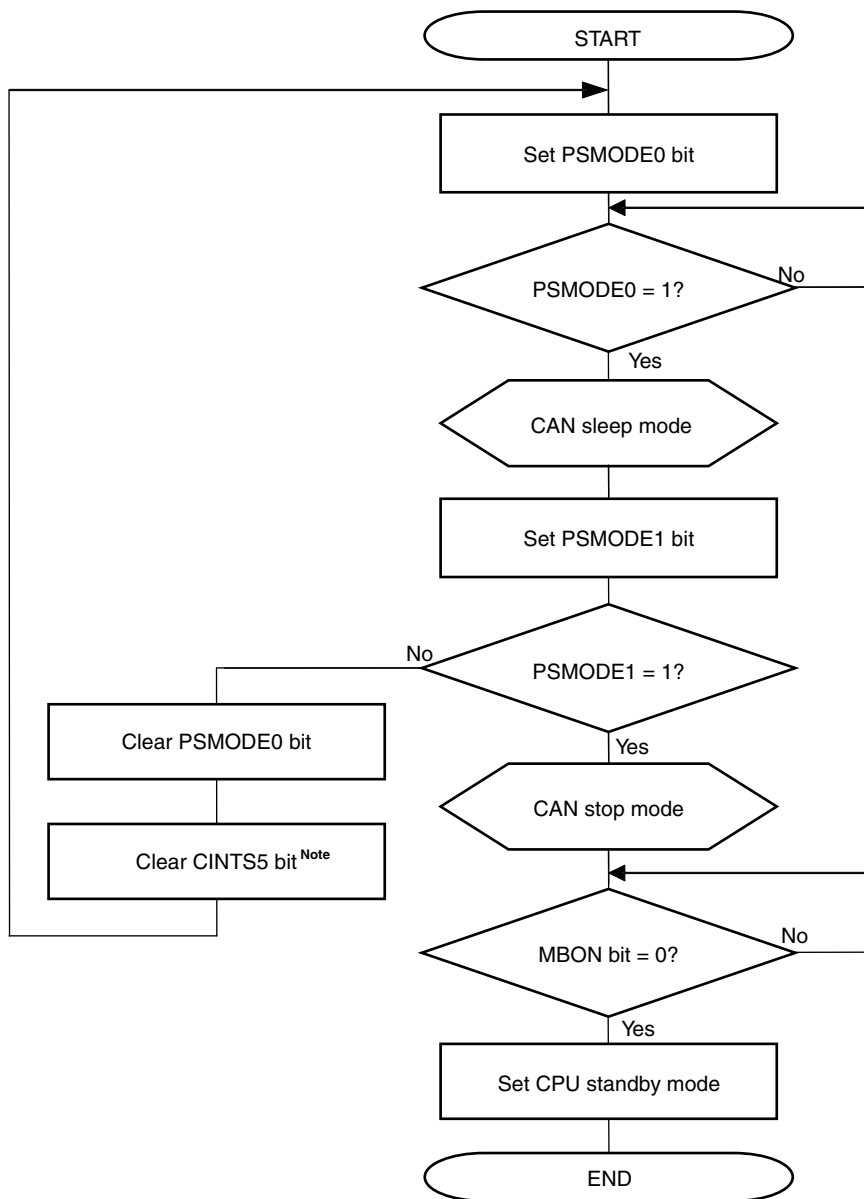 START
Set PSMODE0 bit
PSMODE0 = 1?
No
Yes
CAN sleep mode
Set PSMODE1 bit
No
PSMODE1 = 1?
Clear PSMODE0 bit
Yes
CAN stop mode
Clear CINTS5 bit Note
MBON bit = 0?
No
Yes
Set CPU standby mode
END